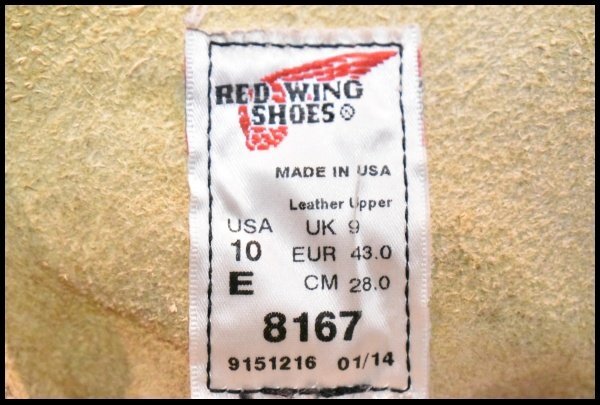 RED WING
SHOES®
MADE IN USA
Leather Upper
USA UK 9
10 EUR 43.0
E CM 28.0
8167
9151216 01/14